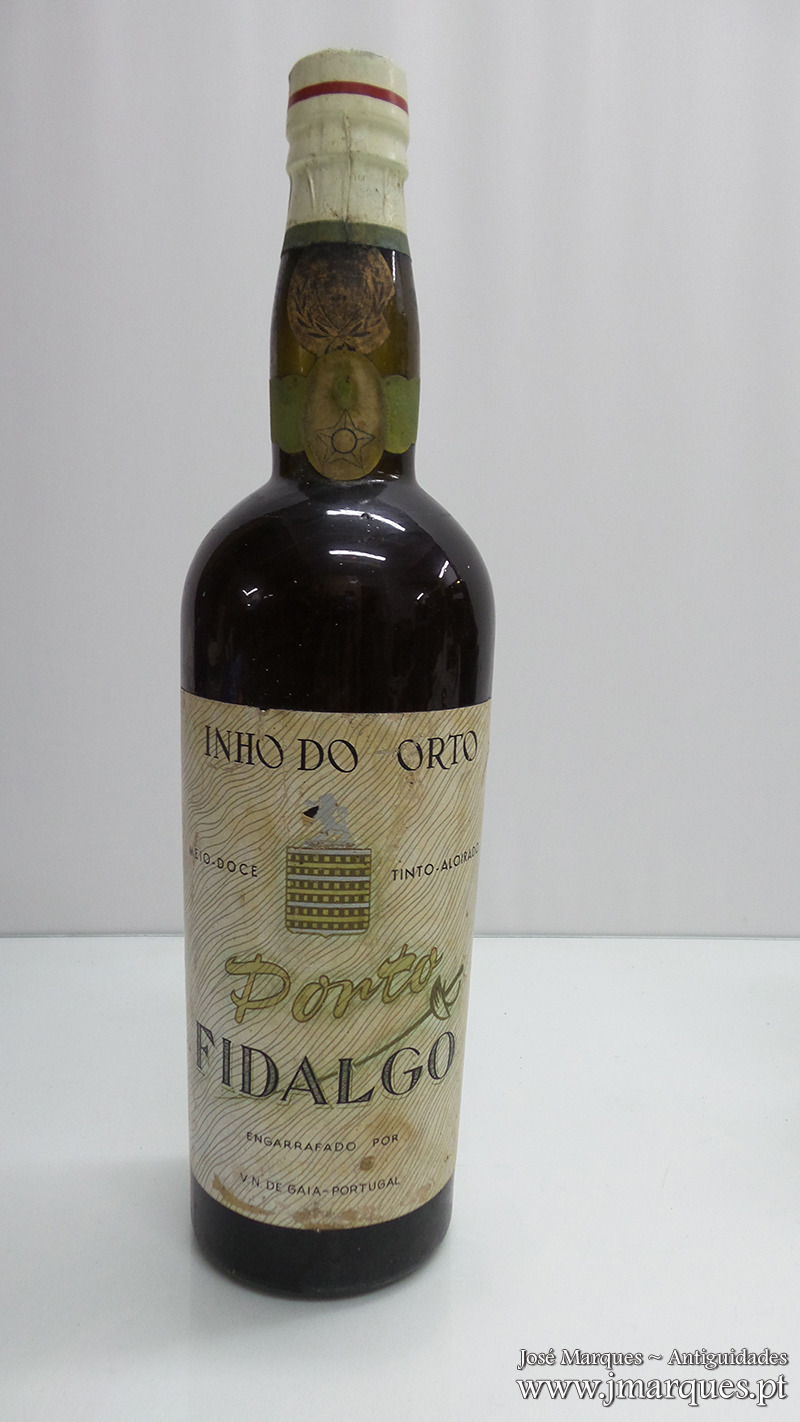 INHO DO ORTO
MEIO-DOCE
TINTO-ALOIRADO
Porto
FIDALGO
ENGARRAFADO POR
V.N. DE GAIA-PORTUGAL
José Marques ~ Antiguidades
www.jmarques.pt